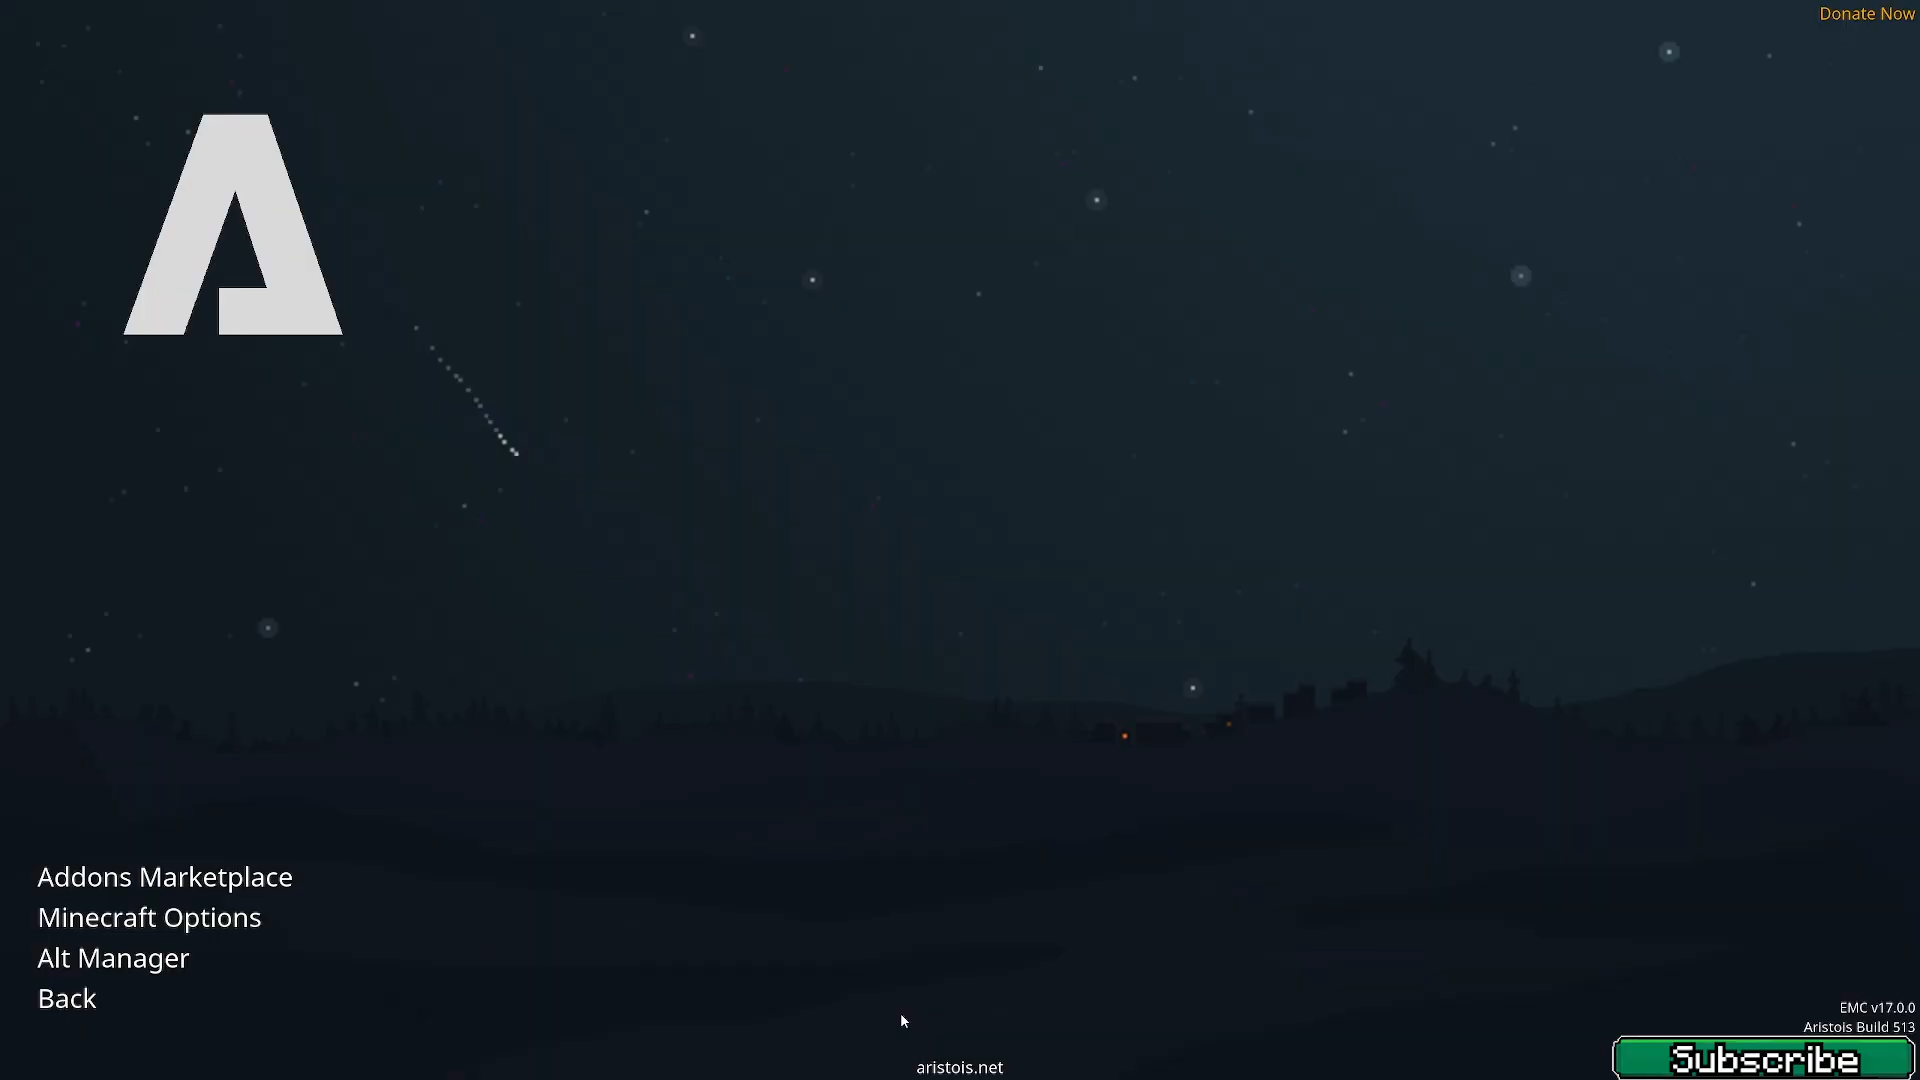 Donate Now
Addons Marketplace
Minecraft Options
Alt Manager
Back
EMC v17.0.0
Aristois Build 513
Subscribe
aristois.net